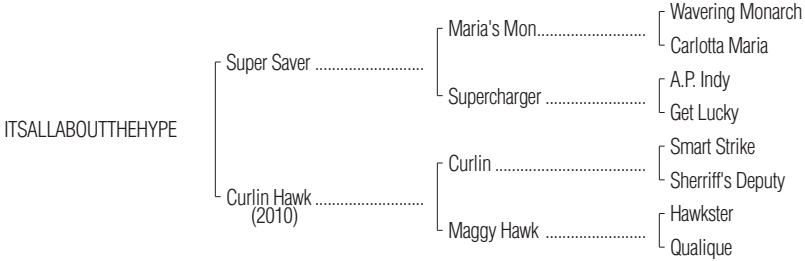 Wavering Monarch
Maria's Mon..........................
Carlotta Maria
Super Saver ..........................
A.P. Indy
Supercharger ........................
Get Lucky
ITSALLABOUTTHEHYPE
Smart Strike
Curlin ....................................
Sherriff's Deputy
Curlin Hawk ..........................
(2010)
Hawkster
Maggy Hawk ........................
Qualique